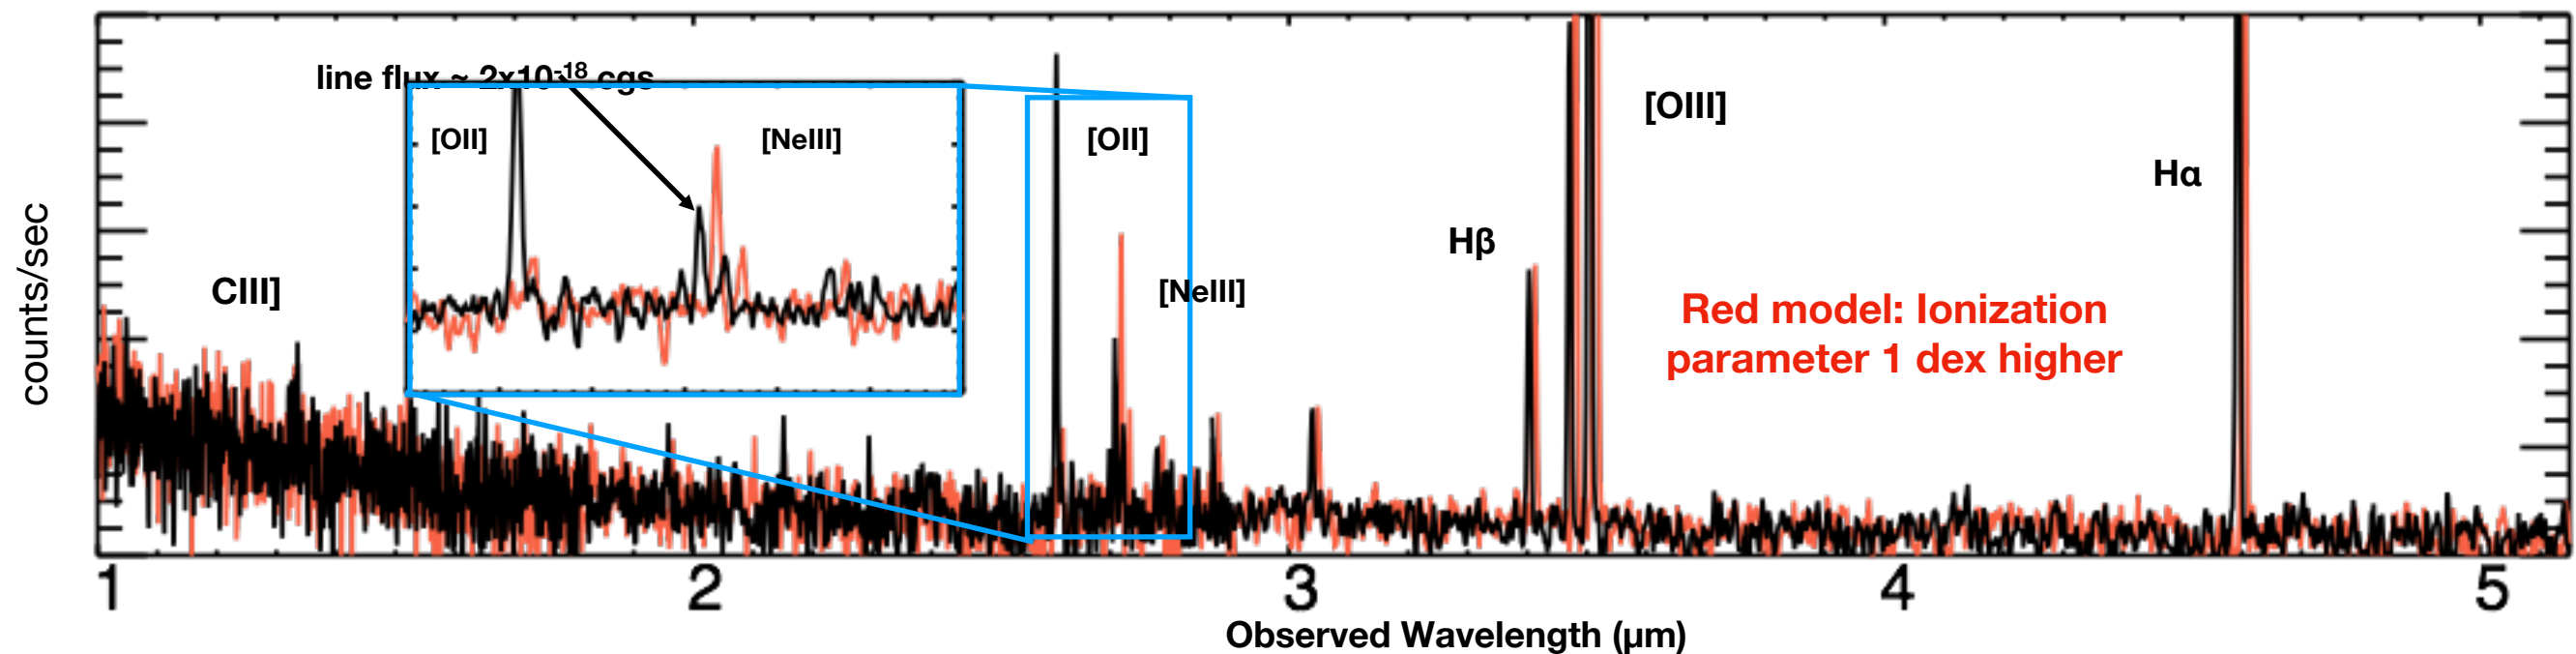 line flux ~ 2x10-18 cgs
[OII]
[NeIII]
[OII]
[OIII]
Hα
Hβ
CIII]
[NeIII]
Red model: Ionization
parameter 1 dex higher
counts/sec
1 2 3 4 5
Observed Wavelength (μm)